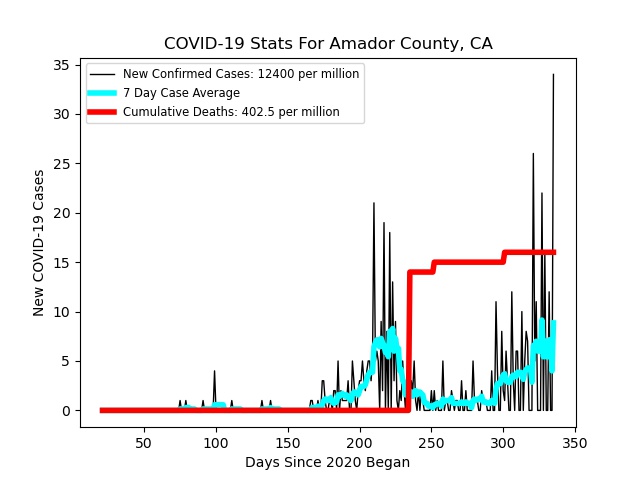 COVID-19 Stats For Amador County, CA
New Confirmed Cases: 12400 per million
7 Day Case Average
Cumulative Deaths: 402.5 per million
New COVID-19 Cases
35
30
25
20
15
10
5
0
50 100 150 200 250 300 350
Days Since 2020 Began